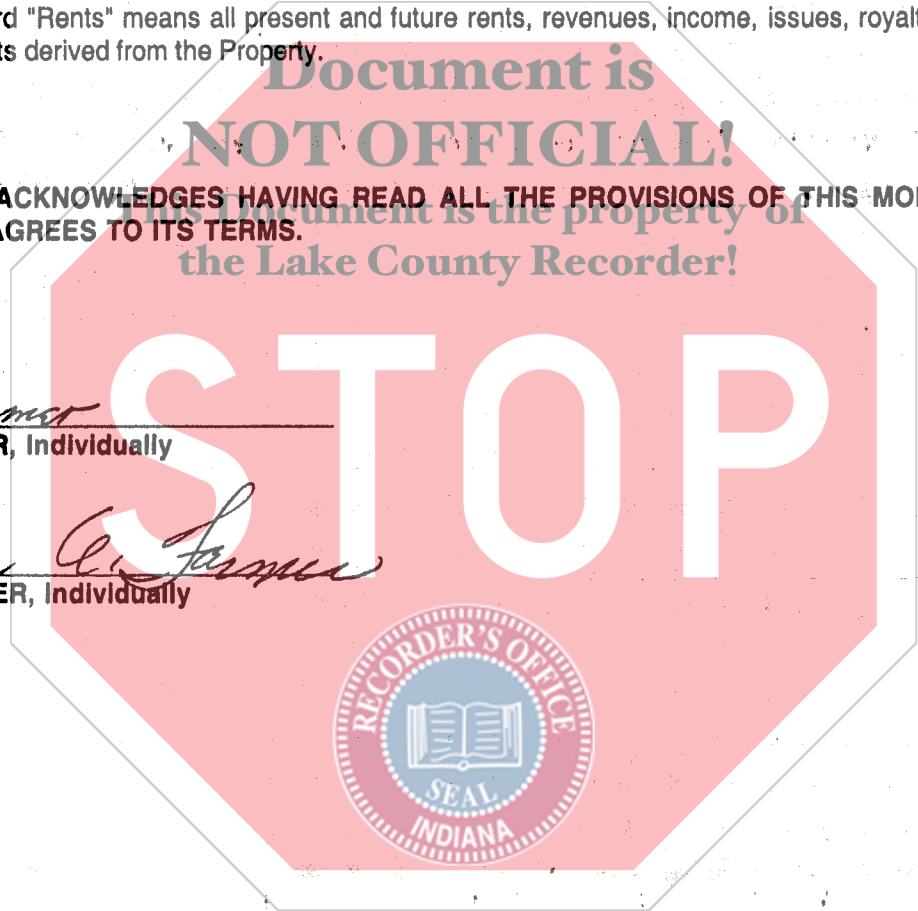 rd "Rents" means all present and future rents, revenues, income, issues, royalt
ts derived from the Property.
Document is
NOT OFFICIAL!
ACKNOWLEDGES HAVING READ ALL THE PROVISIONS OF THIS MO
AGREES TO ITS TERMS.
This Document is the property of
the Lake County Recorder!
STOP
R, Individually
C. Farmer
ER, Individually
RECORDER'S OFFICE
SEAL
INDIANA